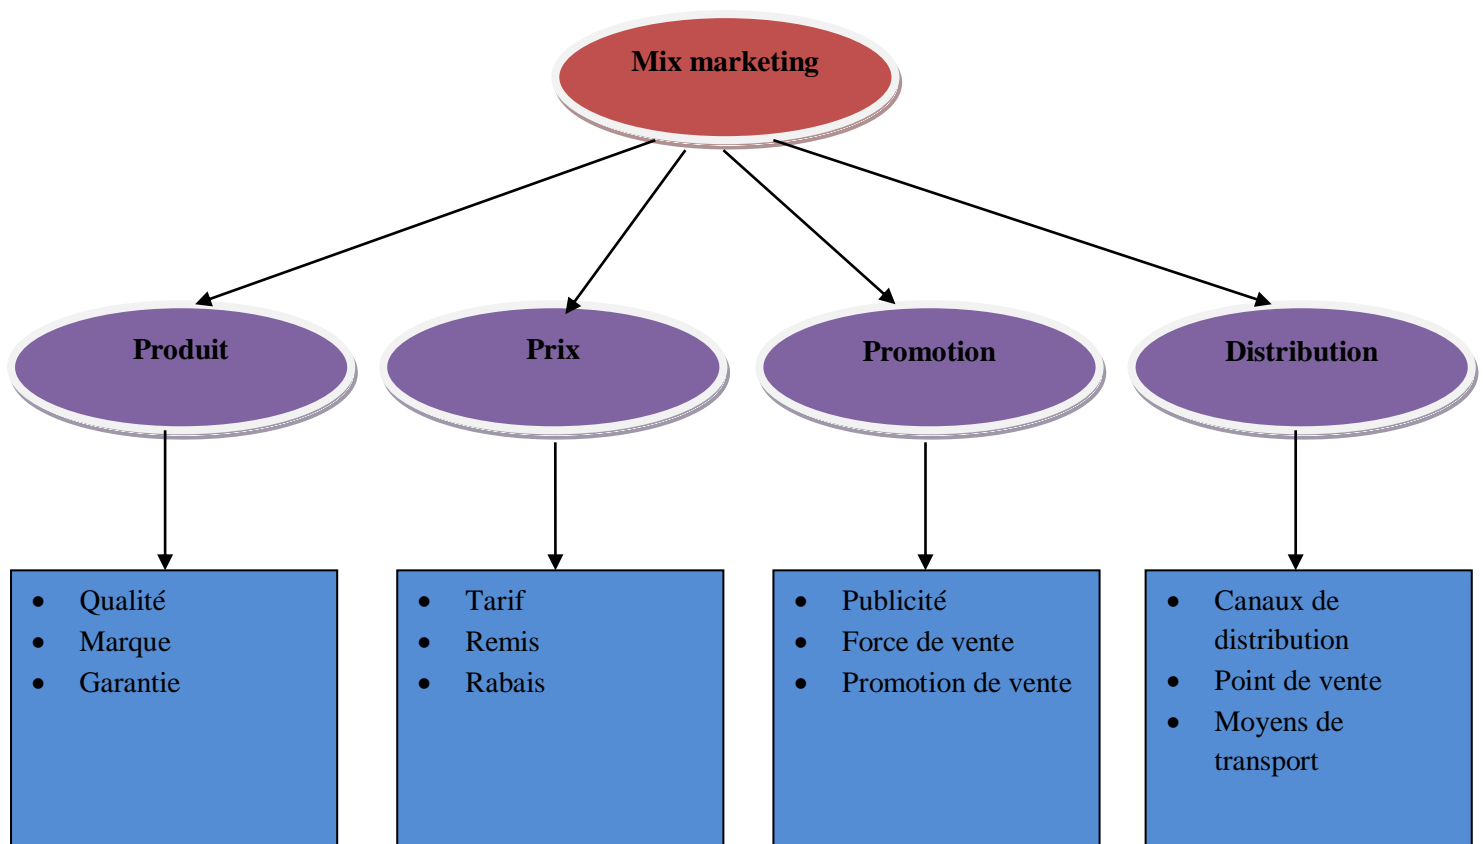 Mix marketing
Produit
Prix
Promotion
Distribution
• Qualité
• Marque
• Garantie
• Tarif
• Remis
• Rabais
• Publicité
• Force de vente
• Promotion de vente
• Canaux de
distribution
• Point de vente
• Moyens de
transport